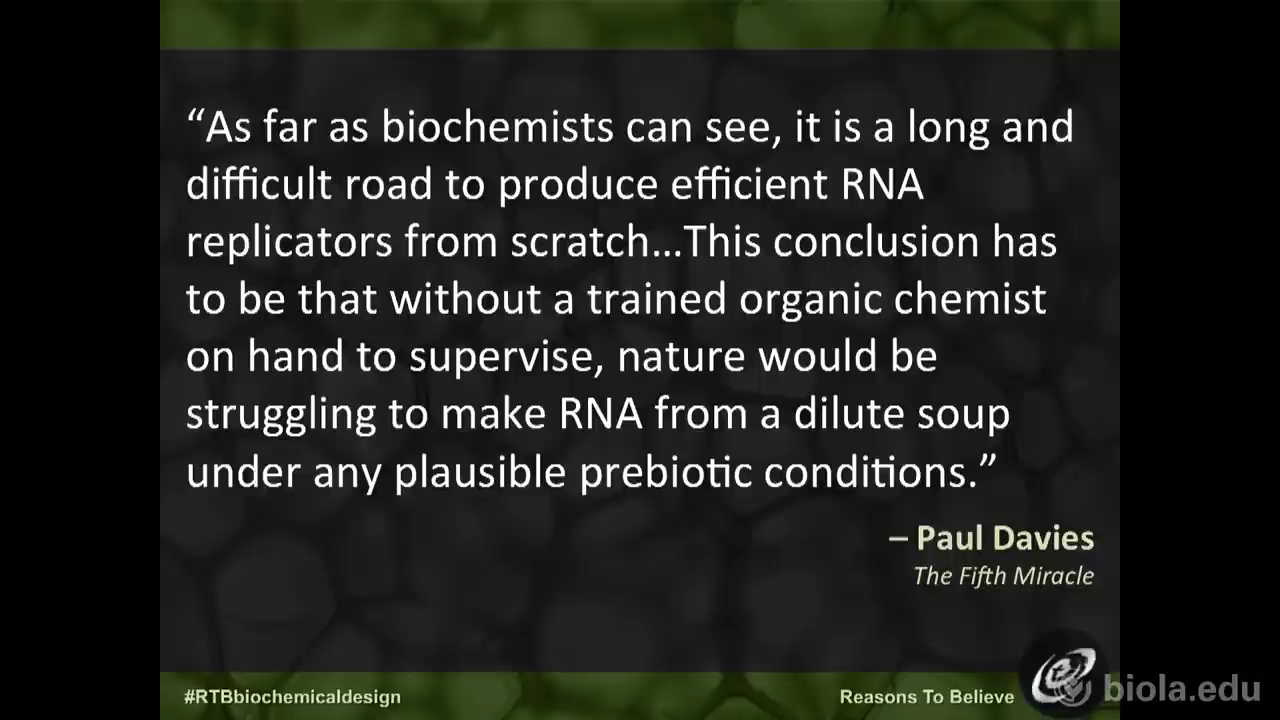 “As far as biochemists can see, it is a long and
difficult road to produce efficient RNA
replicators from scratch...This conclusion has
to be that without a trained organic chemist
on hand to supervise, nature would be
struggling to make RNA from a dilute soup
under any plausible prebiotic conditions.”
– Paul Davies
The Fifth Miracle
#RTBbiochemicaldesign
Reasons To Believe
biola.edu